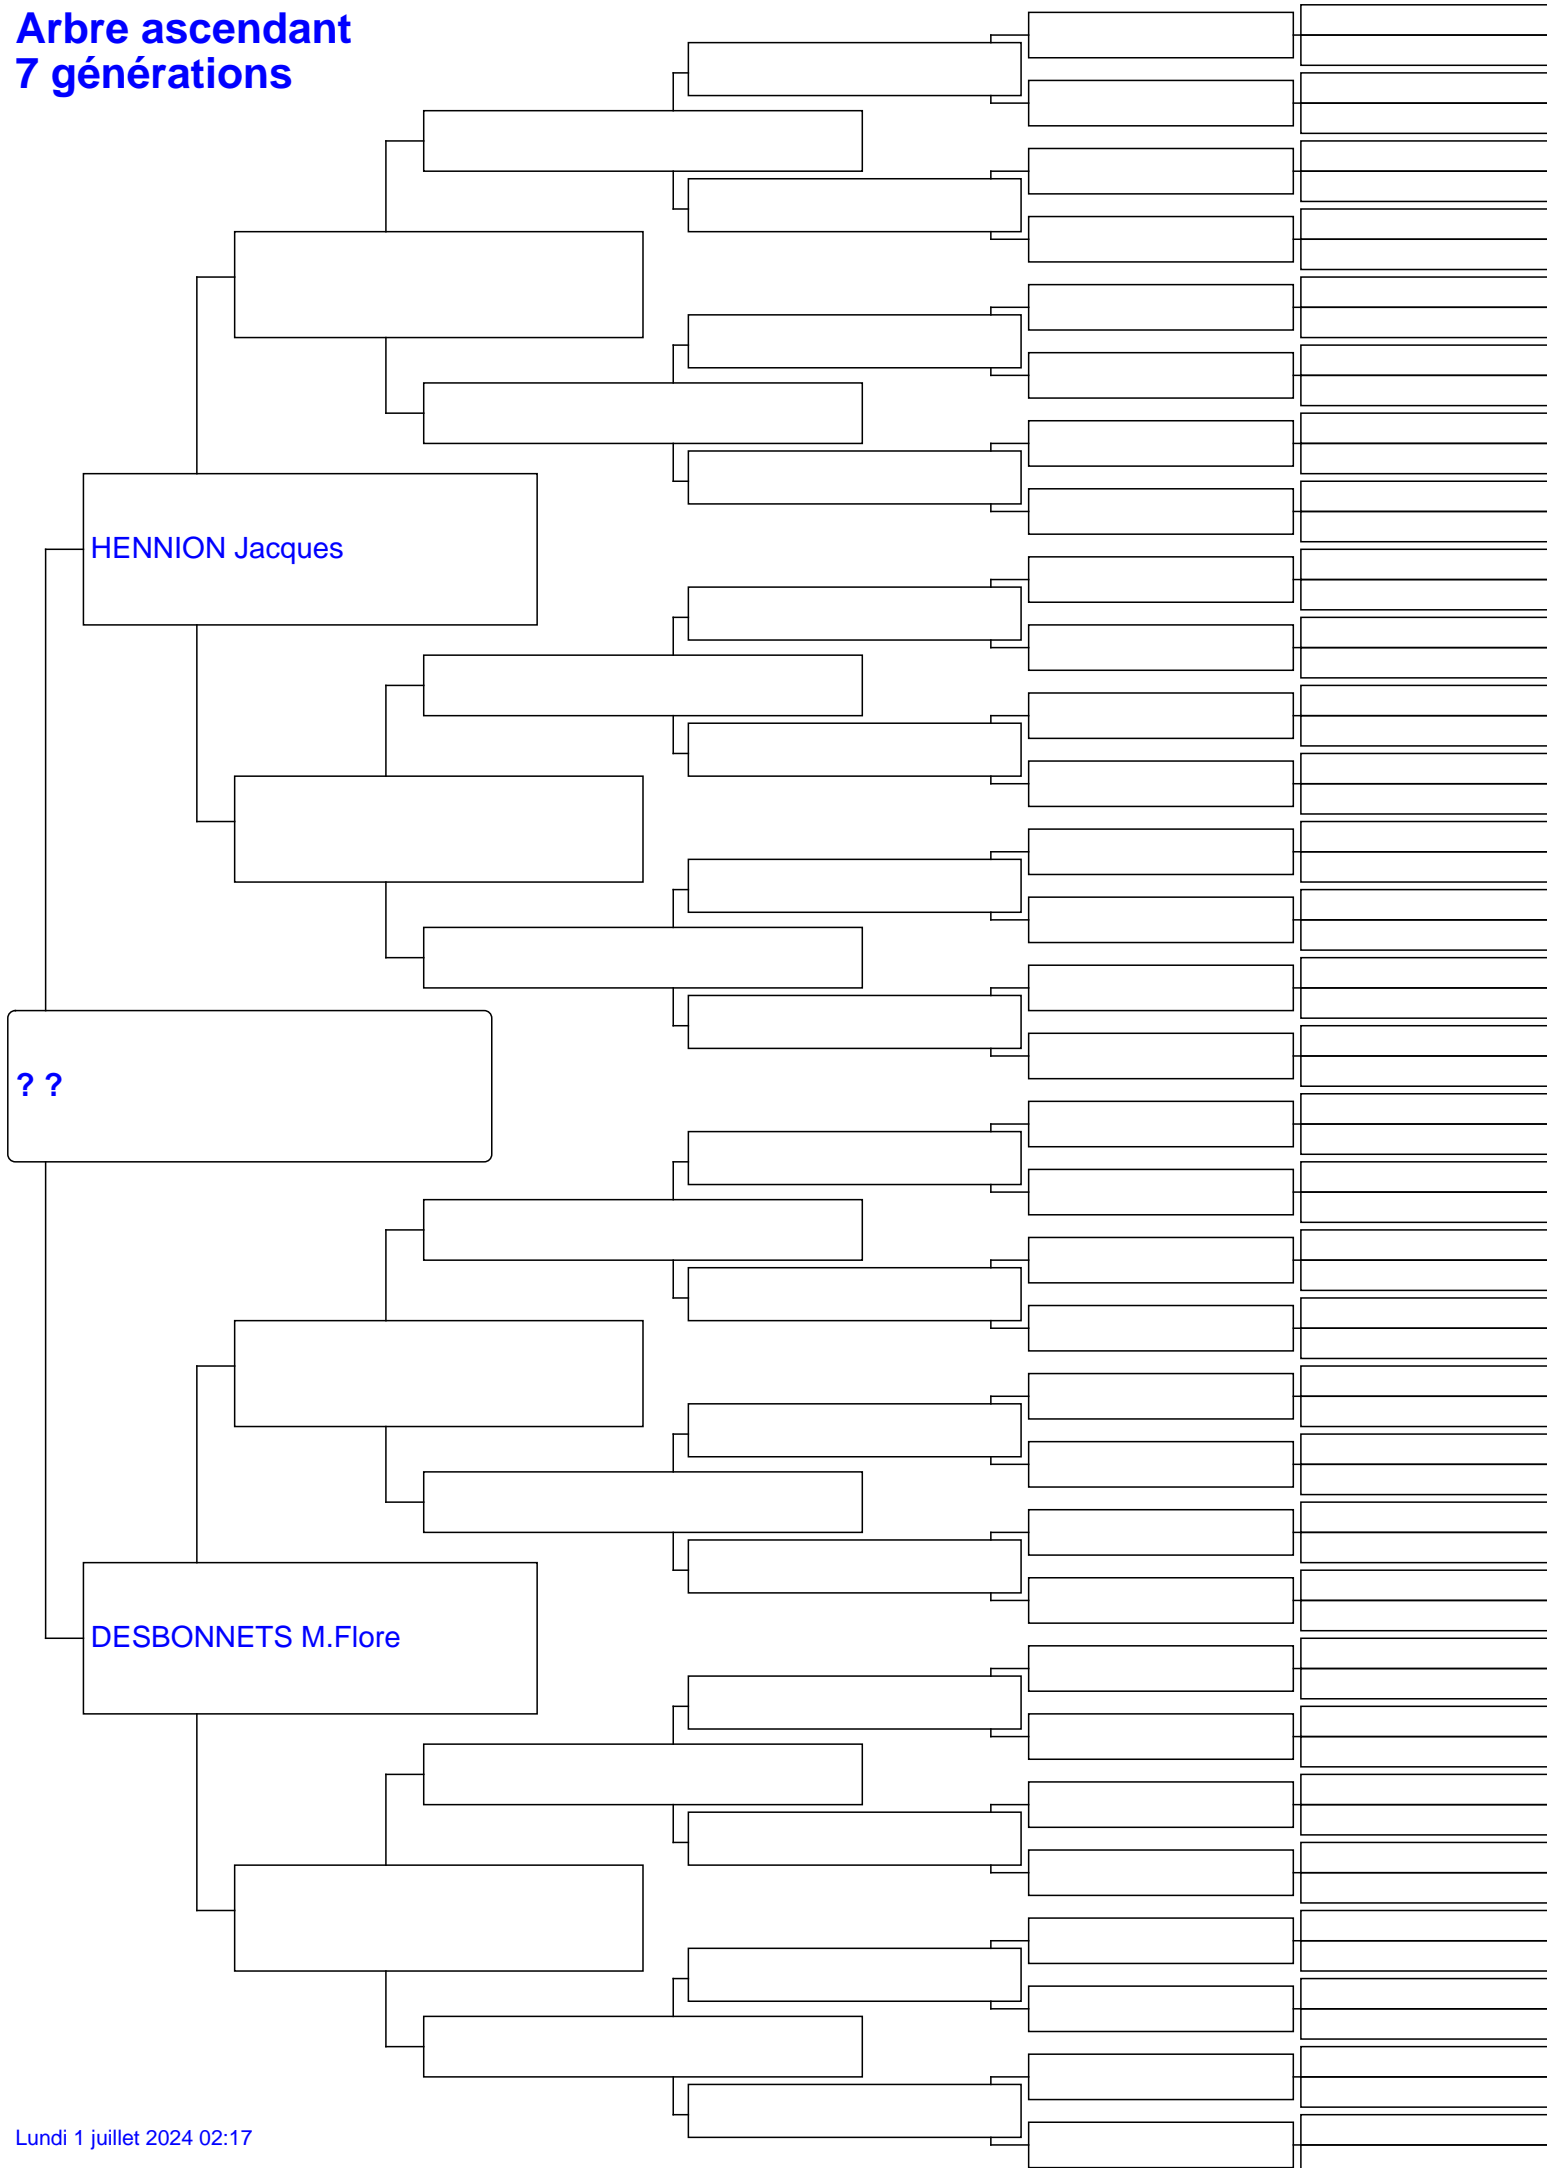 Arbre ascendant
7 générations
HENNION Jacques
? ?
DESBONNETS M.Flore
Lundi 1 juillet 2024 02:17